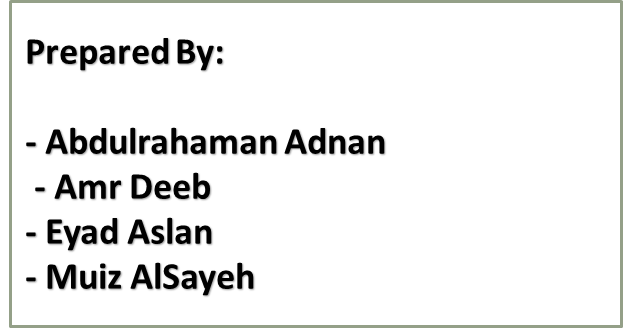 Prepared By:
- Abdulrahaman Adnan
- Amr Deeb
- Eyad Aslan
- Muiz AlSayeh